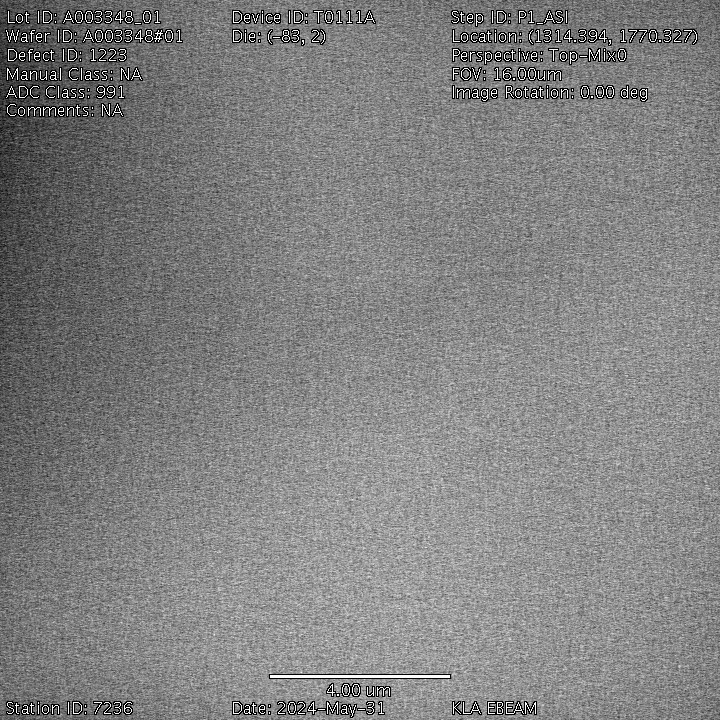 Lot ID: A003348_01
Device ID: T0111A
Step ID: P1_ASI
Wafer ID: A003348#01
Die: (-83, 2)
Location: (1314.394, 1770.327)
Defect ID: 1223
Perspective: Top-Mix0
Manual Class: NA
FOV: 16.00um
ADC Class: 991
Image Rotation: 0.00 deg
Comments: NA
4.00 um
Station ID: 7236
Date: 2024-May-31
KLA EBEAM